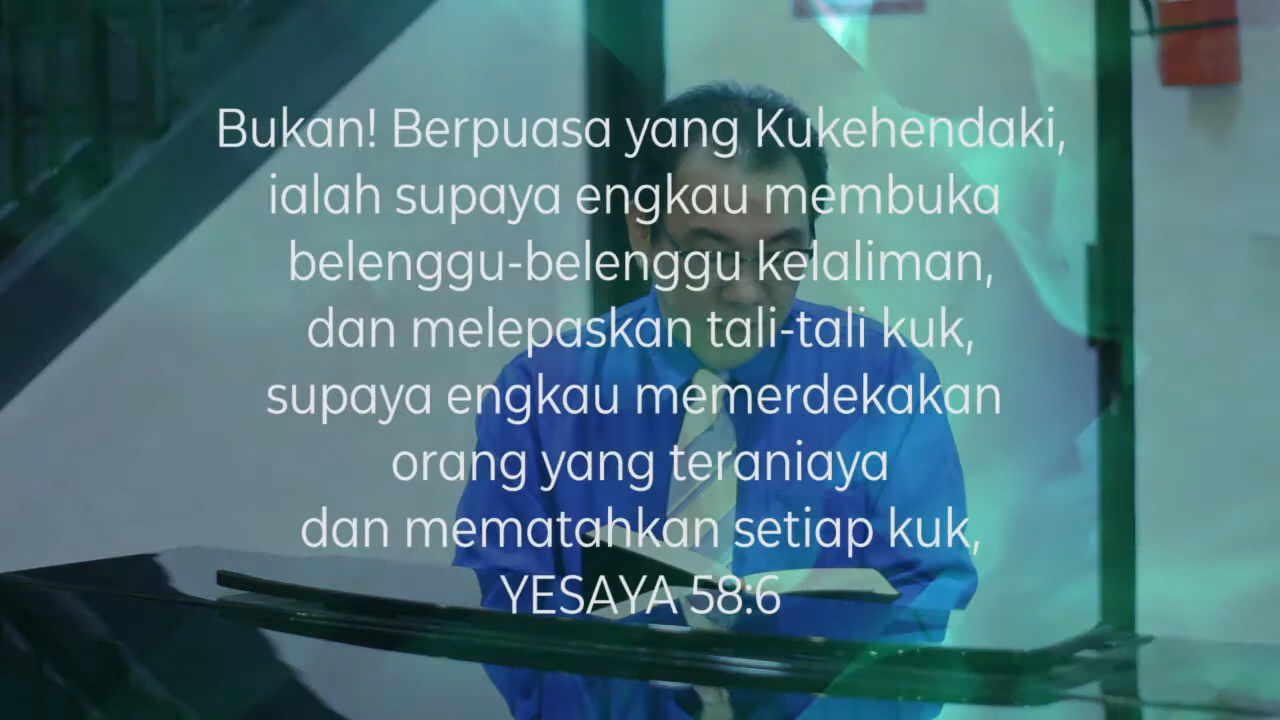 Bukan! Berpuasa yang Kukehendaki,
ialah supaya engkau membuka
belenggu-belenggu kelaliman,
dan melepaskan tali-tali kuk,
supaya engkau memerdekakan
orang yang teraniaya
dan mematahkan setiap kuk,
YESAYA 58:6